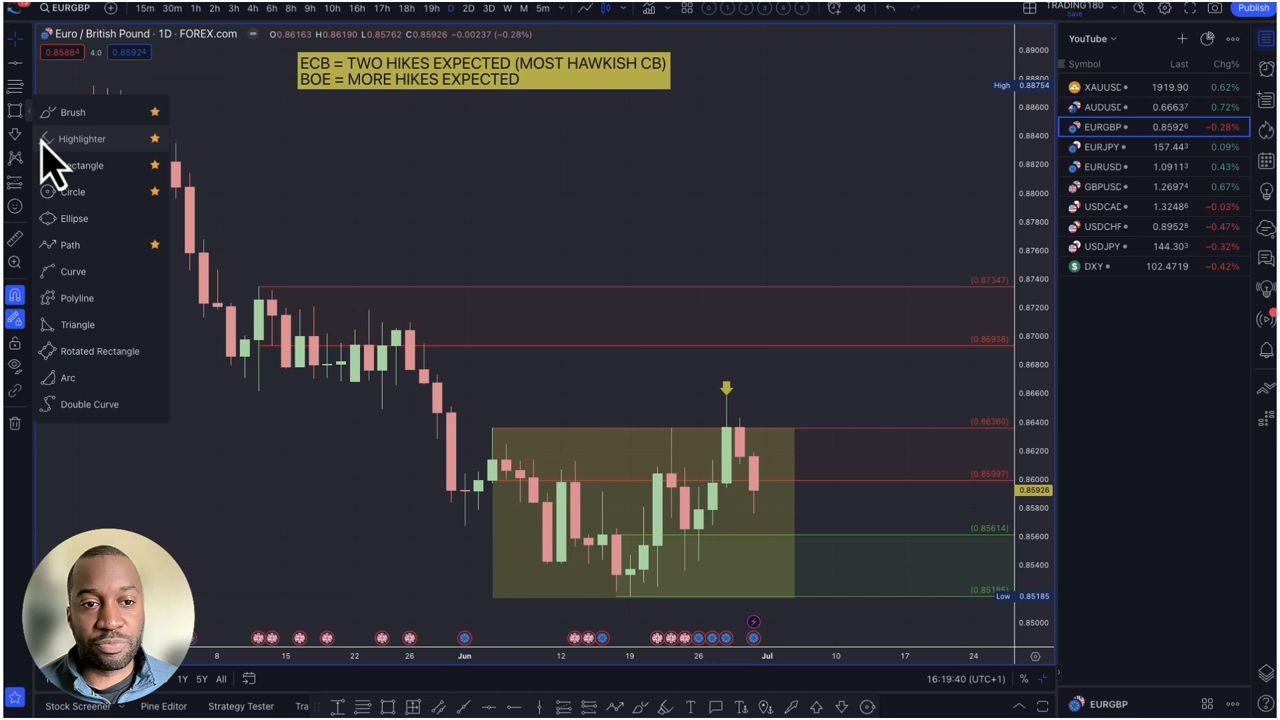 EURGBP
15m 30m 1h 2h 3h 4h 6h 8h 9h 10h 16h 17h 18h 19h D 2D 3D W M 5m
TRADING180
Save
Publish
Euro / British Pound · 1D · FOREX.com
O0.86163 H0.86190 L0.85762 C0.85926 −0.00237 (−0.28%)
0.85884 4.0 0.85924
ECB = TWO HIKES EXPECTED (MOST HAWKISH CB)
BOE = MORE HIKES EXPECTED
Brush
Highlighter
Circle
Ellipse
Path
Curve
Polyline
Triangle
Rotated Rectangle
Arc
Double Curve
(0.87347)
(0.86938)
(0.86360)
(0.85997)
(0.85614)
(0.85185)
0.89000
High 0.88754
0.88600
0.88400
0.88200
0.88000
0.87800
0.87600
0.87400
0.87200
0.87000
0.86800
0.86600
0.86400
0.86200
0.86000
0.85926
0.85800
0.85600
0.85400
Low 0.85185
0.85000
8 15 22 26 Jun 12 19 26 Jul 10 17 24
1Y 5Y All
16:19:40 (UTC+1) %
Stock Screener Pine Editor Strategy Tester Tra
YouTube
Symbol Last Chg%
XAUUSD 1919.90 0.62%
AUDUSD 0.66637 0.72%
EURGBP 0.85926 −0.28%
EURJPY 157.443 0.09%
EURUSD 1.09113 0.43%
GBPUSD 1.26974 0.67%
USDCAD 1.32486 −0.03%
USDCHF 0.89528 −0.47%
USDJPY 144.303 −0.32%
DXY 102.4719 −0.42%
EURGBP